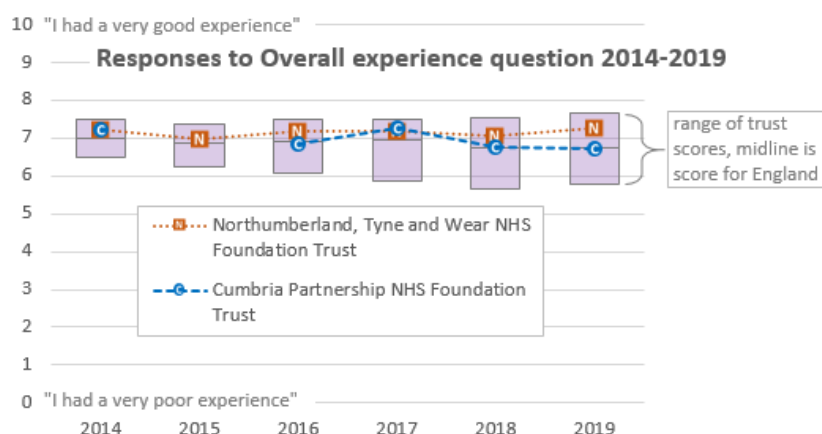 10 "I had a very good experience"
Responses to Overall experience question 2014-2019
9
8
7
6
5
4
3
2
1
0 "I had a very poor experience"
C
N
N
C
N
C
N
C
N
C
range of trust
scores, midline is
score for England
N Northumberland, Tyne and Wear NHS
Foundation Trust
C Cumbria Partnership NHS Foundation
Trust
2014 2015 2016 2017 2018 2019